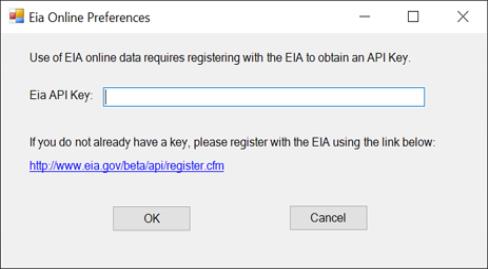 Eia Online Preferences
Use of EIA online data requires registering with the EIA to obtain an API Key.
Eia API Key:
If you do not already have a key, please register with the EIA using the link below:
http://www.eia.gov/beta/api/register.cfm
OK Cancel